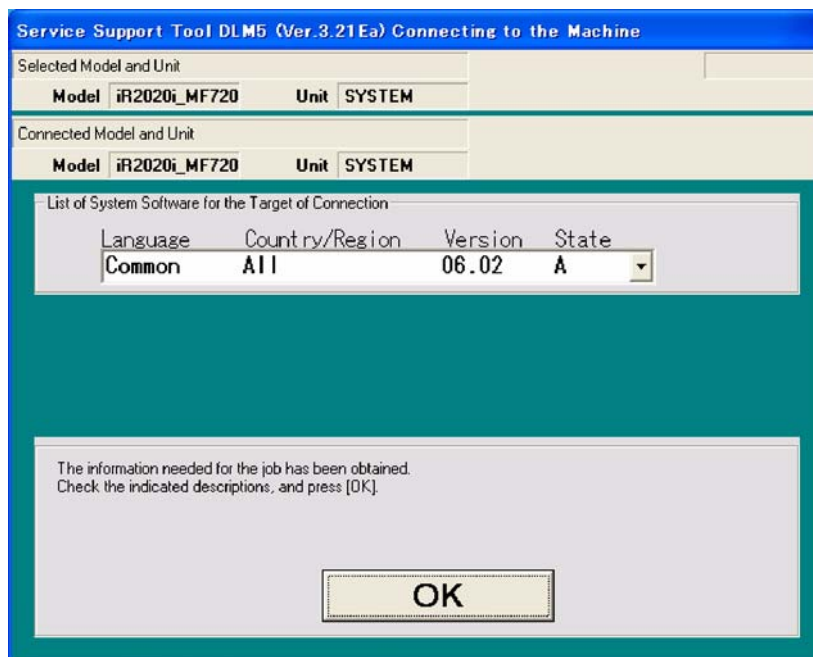 Service Support Tool DLM5 (Ver.3.21Ea) Connecting to the Machine
Selected Model and Unit
Model iR2020i_MF720 Unit SYSTEM
Connected Model and Unit
Model iR2020i_MF720 Unit SYSTEM
List of System Software for the Target of Connection
Language Country/Region Version State
Common All 06.02 A
The information needed for the job has been obtained.
Check the indicated descriptions, and press [OK].
OK